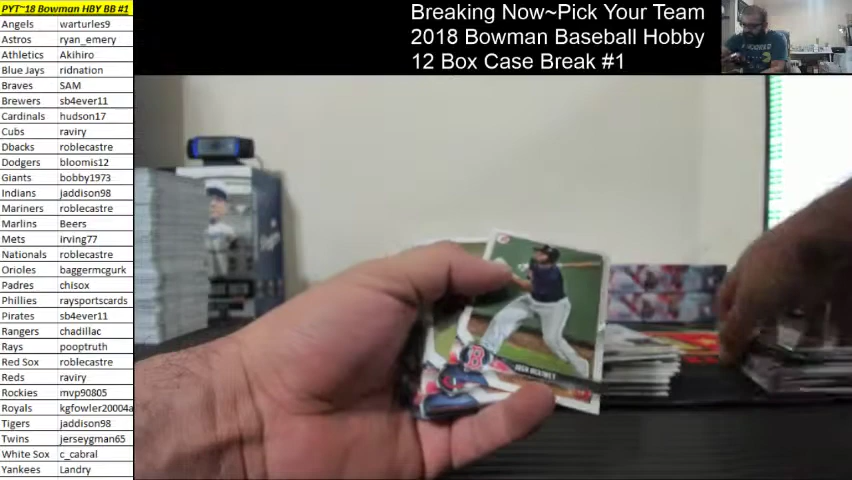 PYT~18 Bowman HBY BB #1
Angels warturles9
Astros ryan_emery
Athletics Akihiro
Blue Jays ridnation
Braves SAM
Brewers sb4ever11
Cardinals hudson17
Cubs raviry
Dbacks roblecastre
Dodgers bloomis12
Giants bobby1973
Indians jaddison98
Mariners roblecastre
Marlins Beers
Mets irving77
Nationals roblecastre
Orioles baggermcgurk
Padres chisox
Phillies raysportscards
Pirates sb4ever11
Rangers chadillac
Rays pooptruth
Red Sox roblecastre
Reds raviry
Rockies mvp90805
Royals kgfowler20004a
Tigers jaddison98
Twins jerseygman65
White Sox c_cabral
Yankees Landry
Breaking Now~Pick Your Team
2018 Bowman Baseball Hobby
12 Box Case Break #1
B